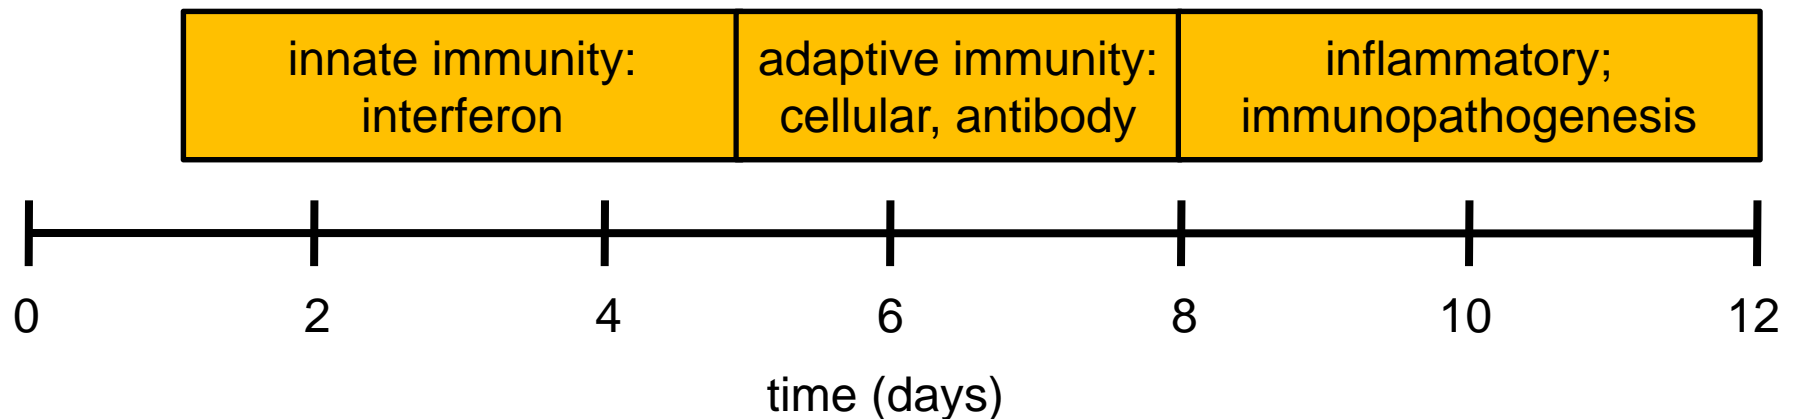 innate immunity:
interferon
adaptive immunity:
cellular, antibody
inflammatory;
immunopathogenesis
0 2 4 6 8 10 12
time (days)